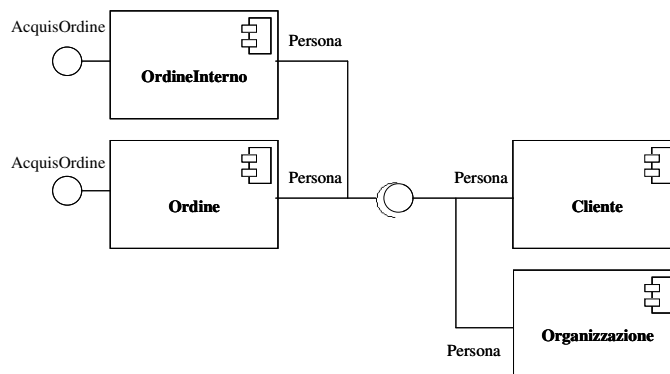 AcquisOrdine
Persona
OrdineInterno
AcquisOrdine
Persona
Persona
Ordine
Cliente
Organizzazione
Persona